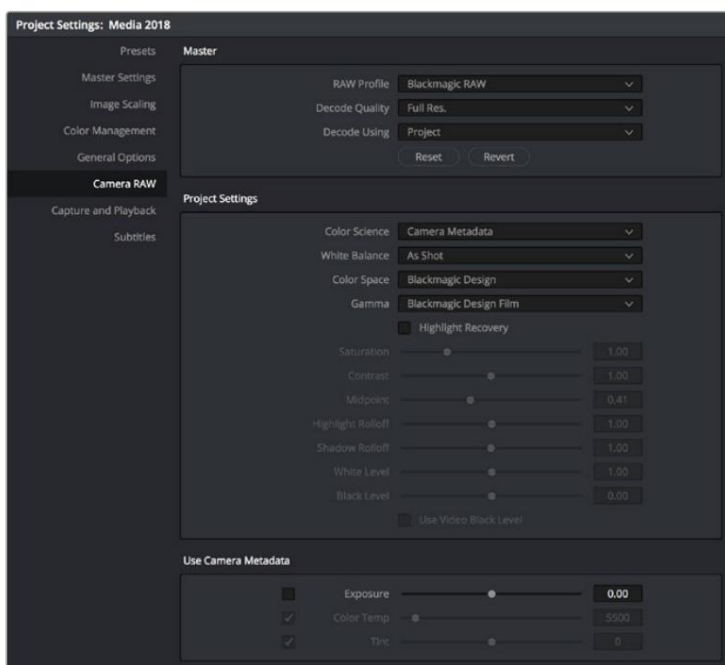 Project Settings: Media 2018
Presets
Master Settings
Image Scaling
Color Management
General Options
Camera RAW
Capture and Playback
Subtitles
Master
RAW Profile Blackmagic RAW
Decode Quality Full Res.
Decode Using Project
Reset Revert
Project Settings
Color Science Camera Metadata
White Balance As Shot
Color Space Blackmagic Design
Gamma Blackmagic Design Film
Highlight Recovery
Saturation 1.00
Contrast 1.00
Midpoint 0.41
Highlight Rolloff 1.00
Shadow Rolloff 1.00
White Level 1.00
Black Level 0.00
Use Video Black Level
Use Camera Metadata
Exposure 0.00
Color Temp 5500
Tint 0